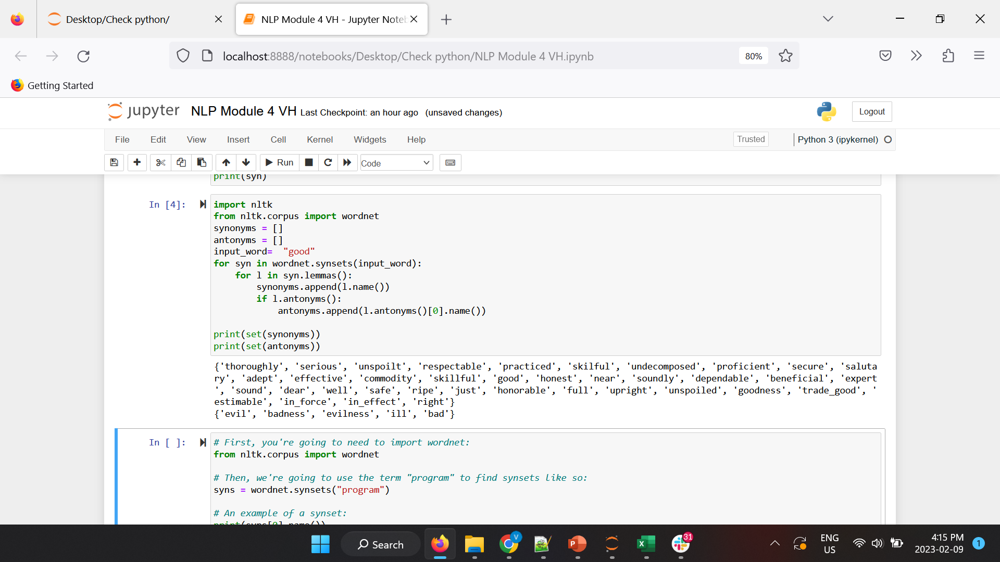 Desktop/Check python/
NLP Module 4 VH - Jupyter Noteb
localhost:8888/notebooks/Desktop/Check python/NLP Module 4 VH.ipynb
80%
Getting Started
jupyter
NLP Module 4 VH Last Checkpoint: an hour ago (unsaved changes)
Logout
File Edit View Insert Cell Kernel Widgets Help
Trusted
Python 3 (ipykernel)
Run
Code
print(syn)
In [4]:
import nltk
from nltk.corpus import wordnet
synonyms = []
antonyms = []
input_word=  "good"
for syn in wordnet.synsets(input_word):
    for l in syn.lemmas():
        synonyms.append(l.name())
        if l.antonyms():
            antonyms.append(l.antonyms()[0].name())
print(set(synonyms))
print(set(antonyms))
{'thoroughly', 'serious', 'unspoilt', 'respectable', 'practiced', 'skilful', 'undecomposed', 'proficient', 'secure', 'saluta
ry', 'adept', 'effective', 'commodity', 'skillful', 'good', 'honest', 'near', 'soundly', 'dependable', 'beneficial', 'expert
', 'sound', 'dear', 'well', 'safe', 'ripe', 'just', 'honorable', 'full', 'upright', 'unspoiled', 'goodness', 'trade_good', '
estimable', 'in_force', 'in_effect', 'right'}
{'evil', 'badness', 'evilness', 'ill', 'bad'}
In [ ]:
# First, you're going to need to import wordnet:
from nltk.corpus import wordnet
# Then, we're going to use the term "program" to find synsets like so:
syns = wordnet.synsets("program")
# An example of a synset:
print(syns[0].name())
Search
V
P
X
31
ENG
US
4:15 PM
2023-02-09
1